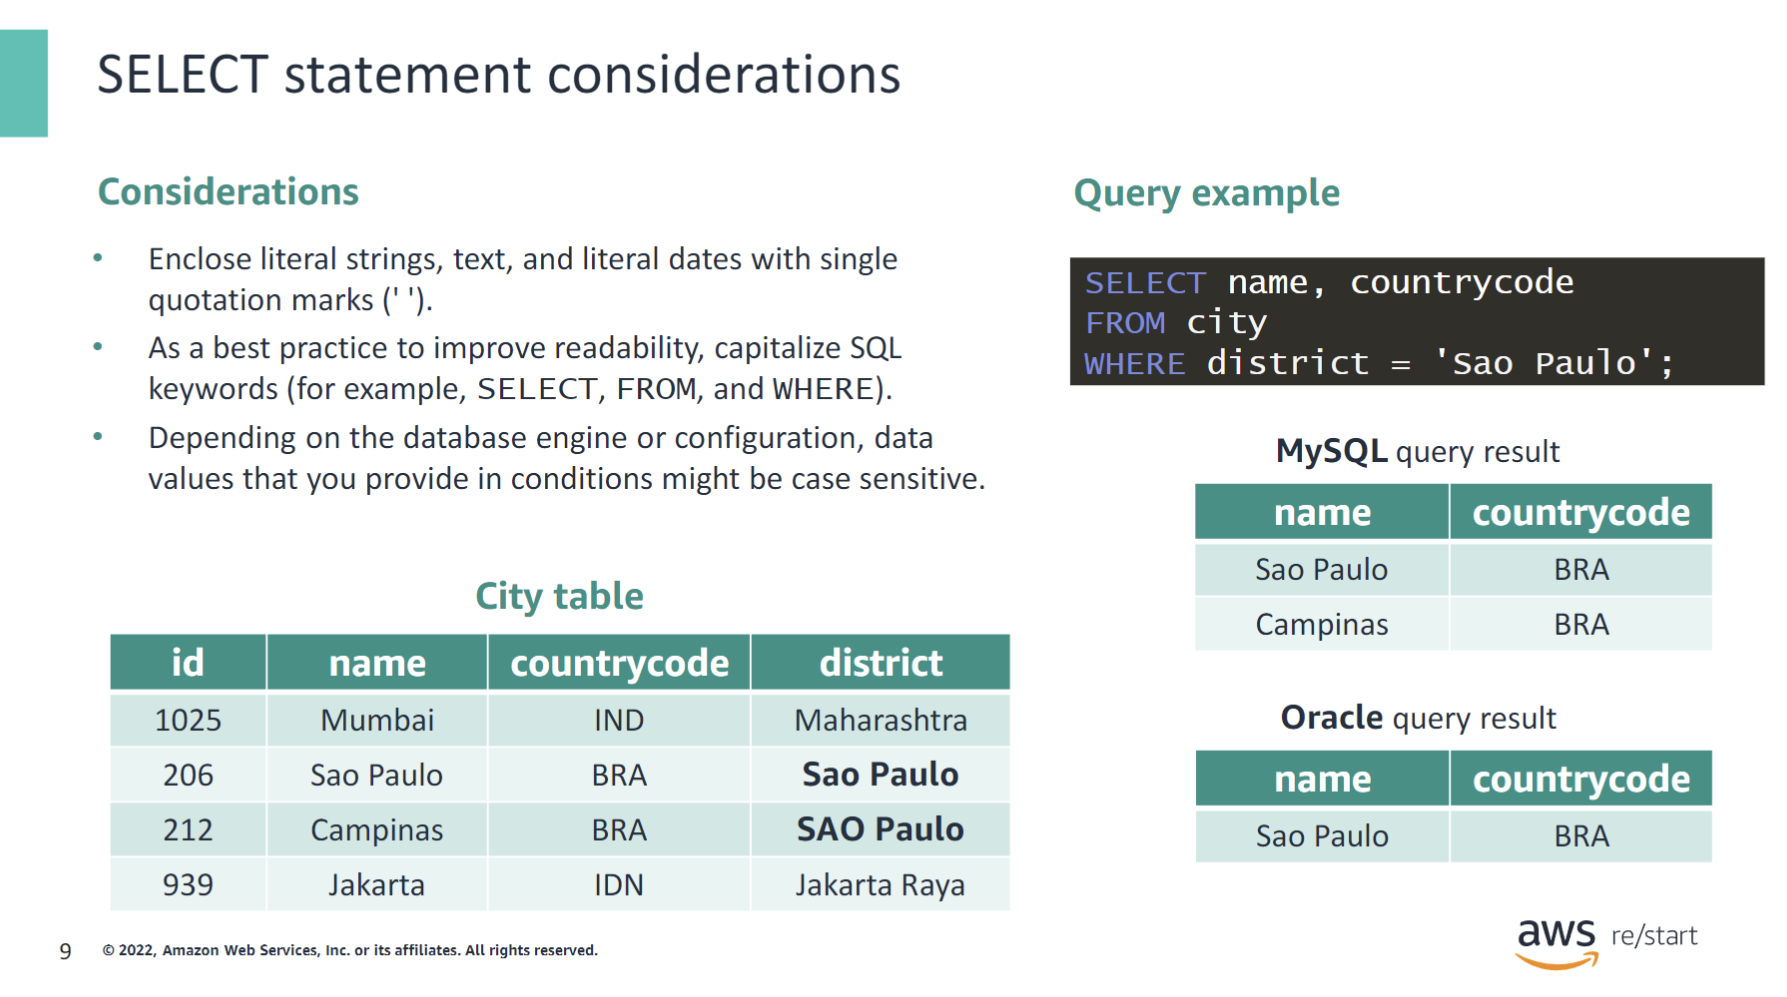 SELECT statement considerations
Considerations
• Enclose literal strings, text, and literal dates with single
quotation marks (' ').
• As a best practice to improve readability, capitalize SQL
keywords (for example, SELECT, FROM, and WHERE).
• Depending on the database engine or configuration, data
values that you provide in conditions might be case sensitive.
City table
id name countrycode district
1025 Mumbai IND Maharashtra
206 Sao Paulo BRA Sao Paulo
212 Campinas BRA SAO Paulo
939 Jakarta IDN Jakarta Raya
Query example
SELECT name, countrycode
FROM city
WHERE district = 'Sao Paulo';
MySQL query result
name countrycode
Sao Paulo BRA
Campinas BRA
Oracle query result
name countrycode
Sao Paulo BRA
9 © 2022, Amazon Web Services, Inc. or its affiliates. All rights reserved.
aws re/start